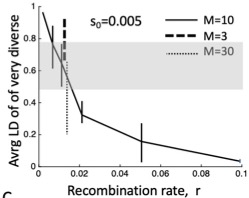 1
0.8
0.6
0.4
0.2
0
Avrg LD of of very diverse
s₀=0.005
M=10
M=3
M=30
0 0.02 0.04 0.06 0.08 0.1
Recombination rate, r